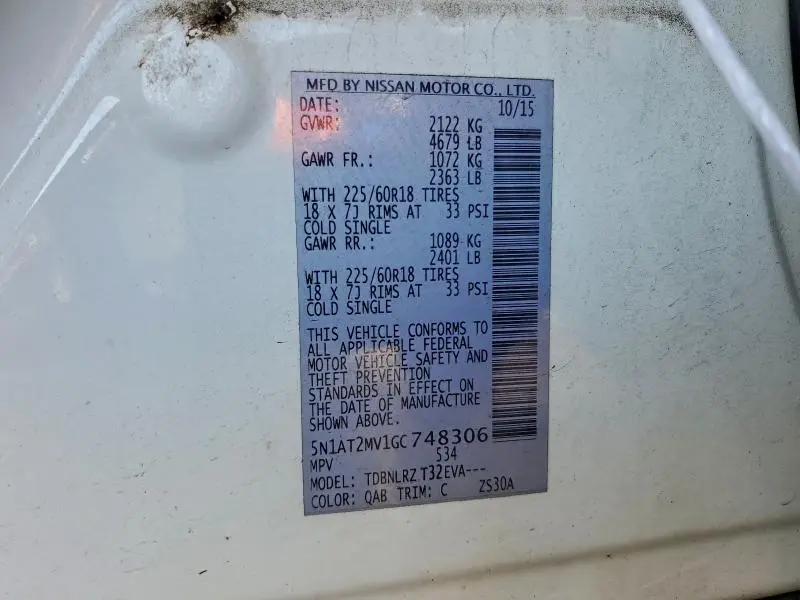 MFD BY NISSAN MOTOR CO., LTD.
DATE: 10/15
GVWR: 2122 KG
4679 LB
GAWR FR.: 1072 KG
2363 LB
WITH 225/60R18 TIRES
18 X 7J RIMS AT 33 PSI
COLD SINGLE
GAWR RR.: 1089 KG
2401 LB
WITH 225/60R18 TIRES
18 X 7J RIMS AT 33 PSI
COLD SINGLE
THIS VEHICLE CONFORMS TO
ALL APPLICABLE FEDERAL
MOTOR VEHICLE SAFETY AND
THEFT PREVENTION
STANDARDS IN EFFECT ON
THE DATE OF MANUFACTURE
SHOWN ABOVE.
5N1AT2MV1GC748306
MPV 534
MODEL: TDBNLRZ T32EVA---
COLOR: QAB TRIM: C ZS30A